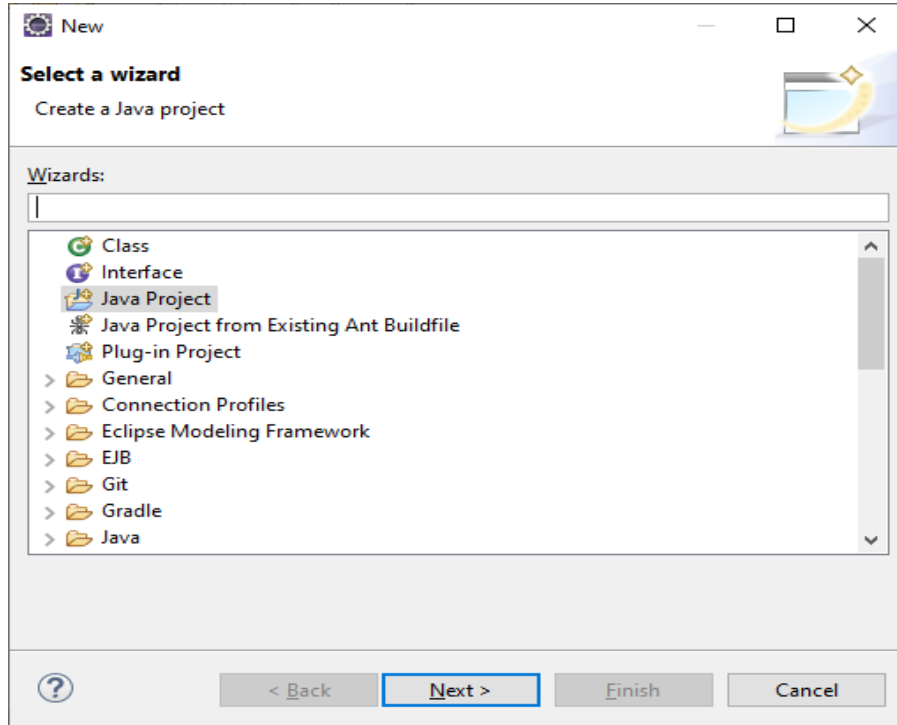 New
Select a wizard
Create a Java project
Wizards:
Class
Interface
Java Project
Java Project from Existing Ant Buildfile
Plug-in Project
General
Connection Profiles
Eclipse Modeling Framework
EJB
Git
Gradle
Java
? < Back Next > Finish Cancel